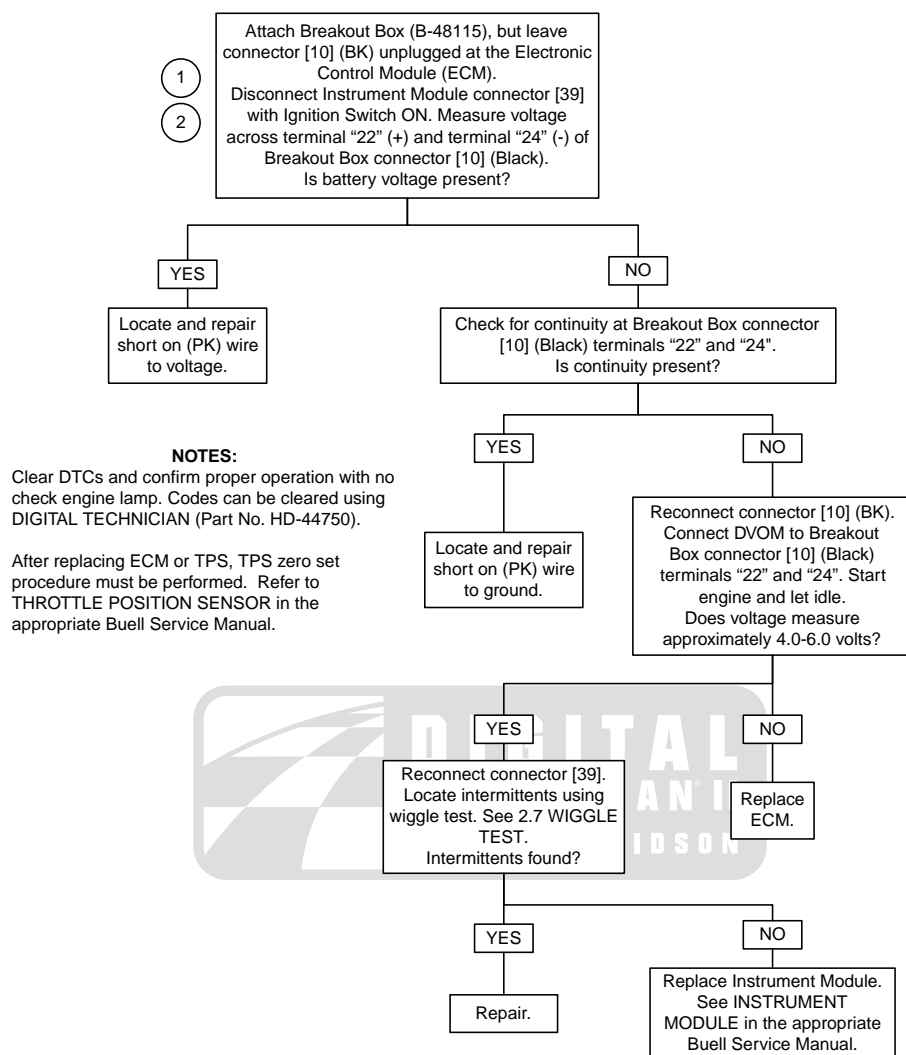 Attach Breakout Box (B-48115), but leave
connector [10] (BK) unplugged at the Electronic
Control Module (ECM).
Disconnect Instrument Module connector [39]
with Ignition Switch ON. Measure voltage
across terminal “22” (+) and terminal “24” (-) of
Breakout Box connector [10] (Black).
Is battery voltage present?
1
2
YES
NO
Locate and repair
short on (PK) wire
to voltage.
Check for continuity at Breakout Box connector
[10] (Black) terminals “22” and “24".
Is continuity present?
YES
NO
NOTES:
Clear DTCs and confirm proper operation with no
check engine lamp. Codes can be cleared using
DIGITAL TECHNICIAN (Part No. HD-44750).
After replacing ECM or TPS, TPS zero set
procedure must be performed.  Refer to
THROTTLE POSITION SENSOR in the
appropriate Buell Service Manual.
Locate and repair
short on (PK) wire
to ground.
Reconnect connector [10] (BK).
Connect DVOM to Breakout
Box connector [10] (Black)
terminals “22” and “24”. Start
engine and let idle.
Does voltage measure
approximately 4.0-6.0 volts?
DIGITAL
YES
NO
Reconnect connector [39].
Locate intermittents using
wiggle test. See 2.7 WIGGLE
TEST.
Intermittents found?
Replace
ECM.
YES
NO
Repair.
Replace Instrument Module.
See INSTRUMENT
MODULE in the appropriate
Buell Service Manual.